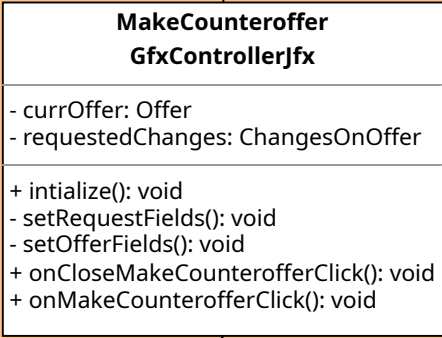 MakeCounteroffer
GfxControllerJfx
- currOffer: Offer
- requestedChanges: ChangesOnOffer
+ intialize(): void
- setRequestFields(): void
- setOfferFields(): void
+ onCloseMakeCounterofferClick(): void
+ onMakeCounterofferClick(): void